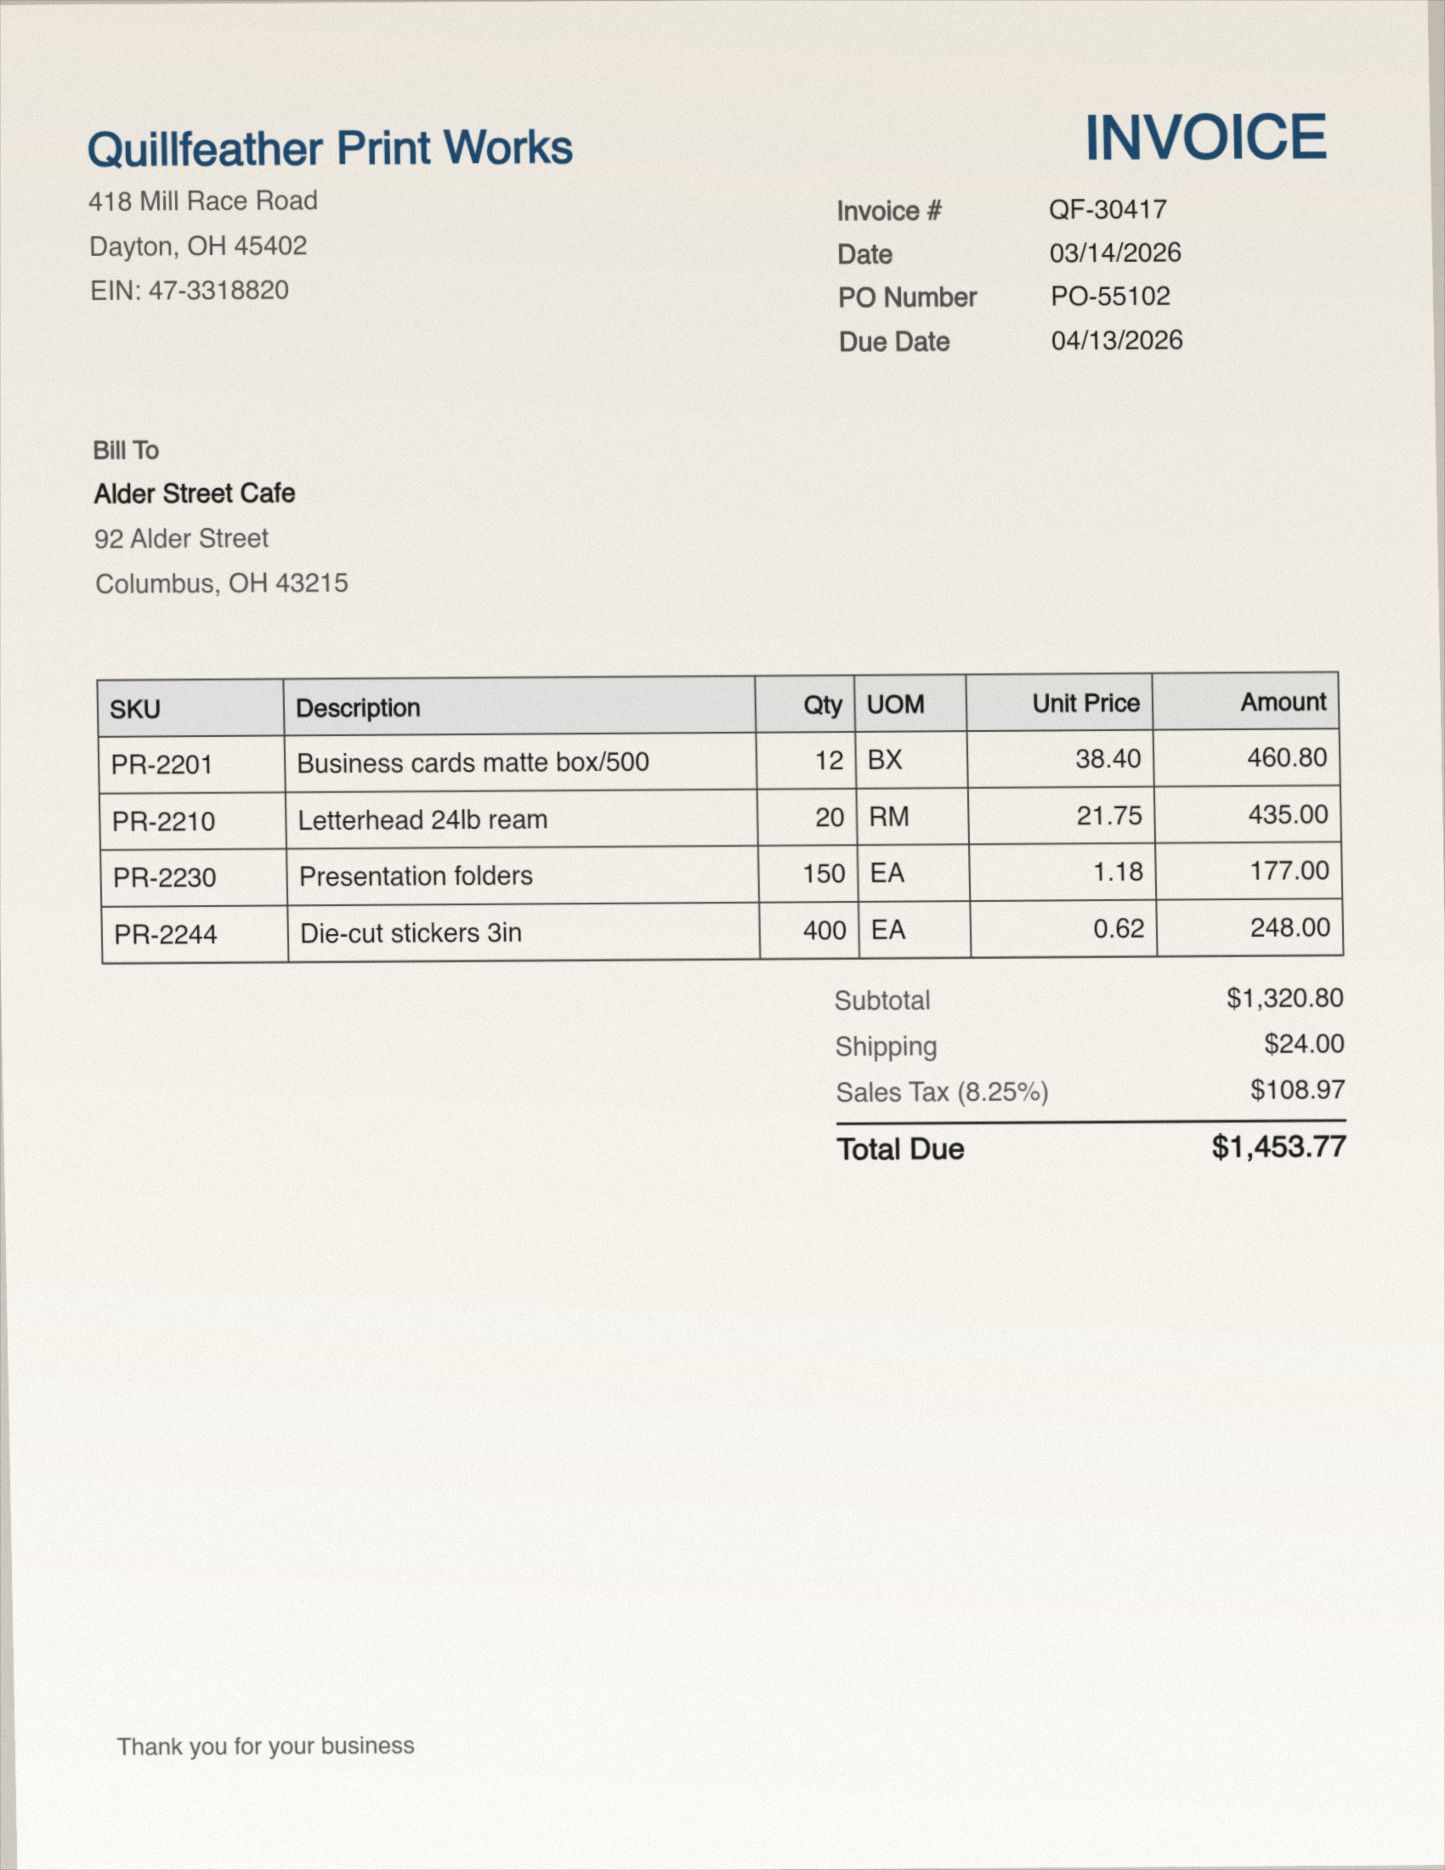 Quillfeather Print Works
418 Mill Race Road
Dayton, OH 45402
EIN: 47-3318820
INVOICE
Invoice # QF-30417
Date 03/14/2026
PO Number PO-55102
Due Date 04/13/2026
Bill To
Alder Street Cafe
92 Alder Street
Columbus, OH 43215
SKU Description Qty UOM Unit Price Amount
PR-2201 Business cards matte box/500 12 BX 38.40 460.80
PR-2210 Letterhead 24lb ream 20 RM 21.75 435.00
PR-2230 Presentation folders 150 EA 1.18 177.00
PR-2244 Die-cut stickers 3in 400 EA 0.62 248.00
Subtotal $1,320.80
Shipping $24.00
Sales Tax (8.25%) $108.97
Total Due $1,453.77
Thank you for your business